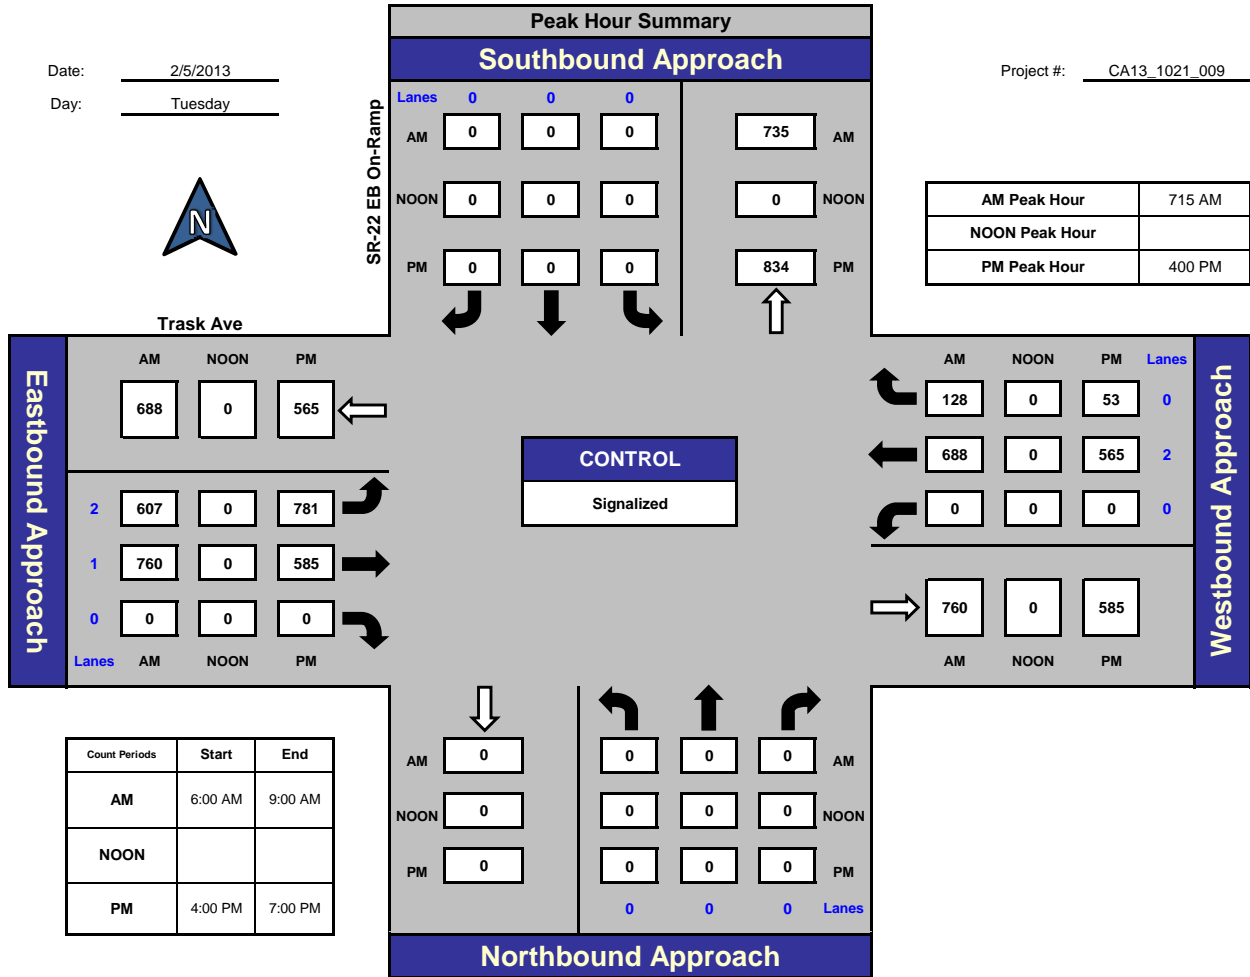 Peak Hour Summary
Southbound Approach
Date: 2/5/2013
Project #: CA13_1021_009
Day: Tuesday
SR-22 EB On-Ramp
Lanes 0 0 0
AM 0 0 0 735 AM
NOON 0 0 0 0 NOON
PM 0 0 0 834 PM
N
AM Peak Hour 715 AM
NOON Peak Hour
PM Peak Hour 400 PM
Trask Ave
Eastbound Approach
AM NOON PM
688 0 565
2 607 0 781
1 760 0 585
0 0 0 0
Lanes AM NOON PM
CONTROL
Signalized
AM NOON PM Lanes
128 0 53 0
688 0 565 2
0 0 0 0
760 0 585
AM NOON PM
Westbound Approach
Count Periods Start End
AM 6:00 AM 9:00 AM
NOON
PM 4:00 PM 7:00 PM
AM 0 0 0 0 AM
NOON 0 0 0 0 NOON
PM 0 0 0 0 PM
0 0 0 Lanes
Northbound Approach